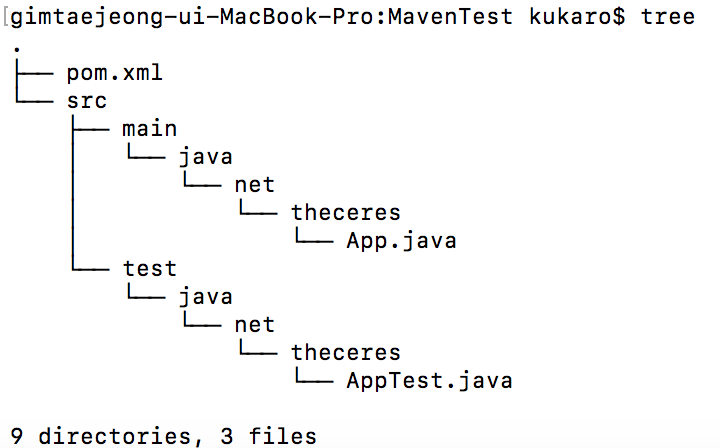 [gimtaejeong-ui-MacBook-Pro:MavenTest kukaro$ tree
.
├── pom.xml
└── src
    ├── main
    │   └── java
    │       └── net
    │           └── theceres
    │               └── App.java
    └── test
        └── java
            └── net
                └── theceres
                    └── AppTest.java

9 directories, 3 files